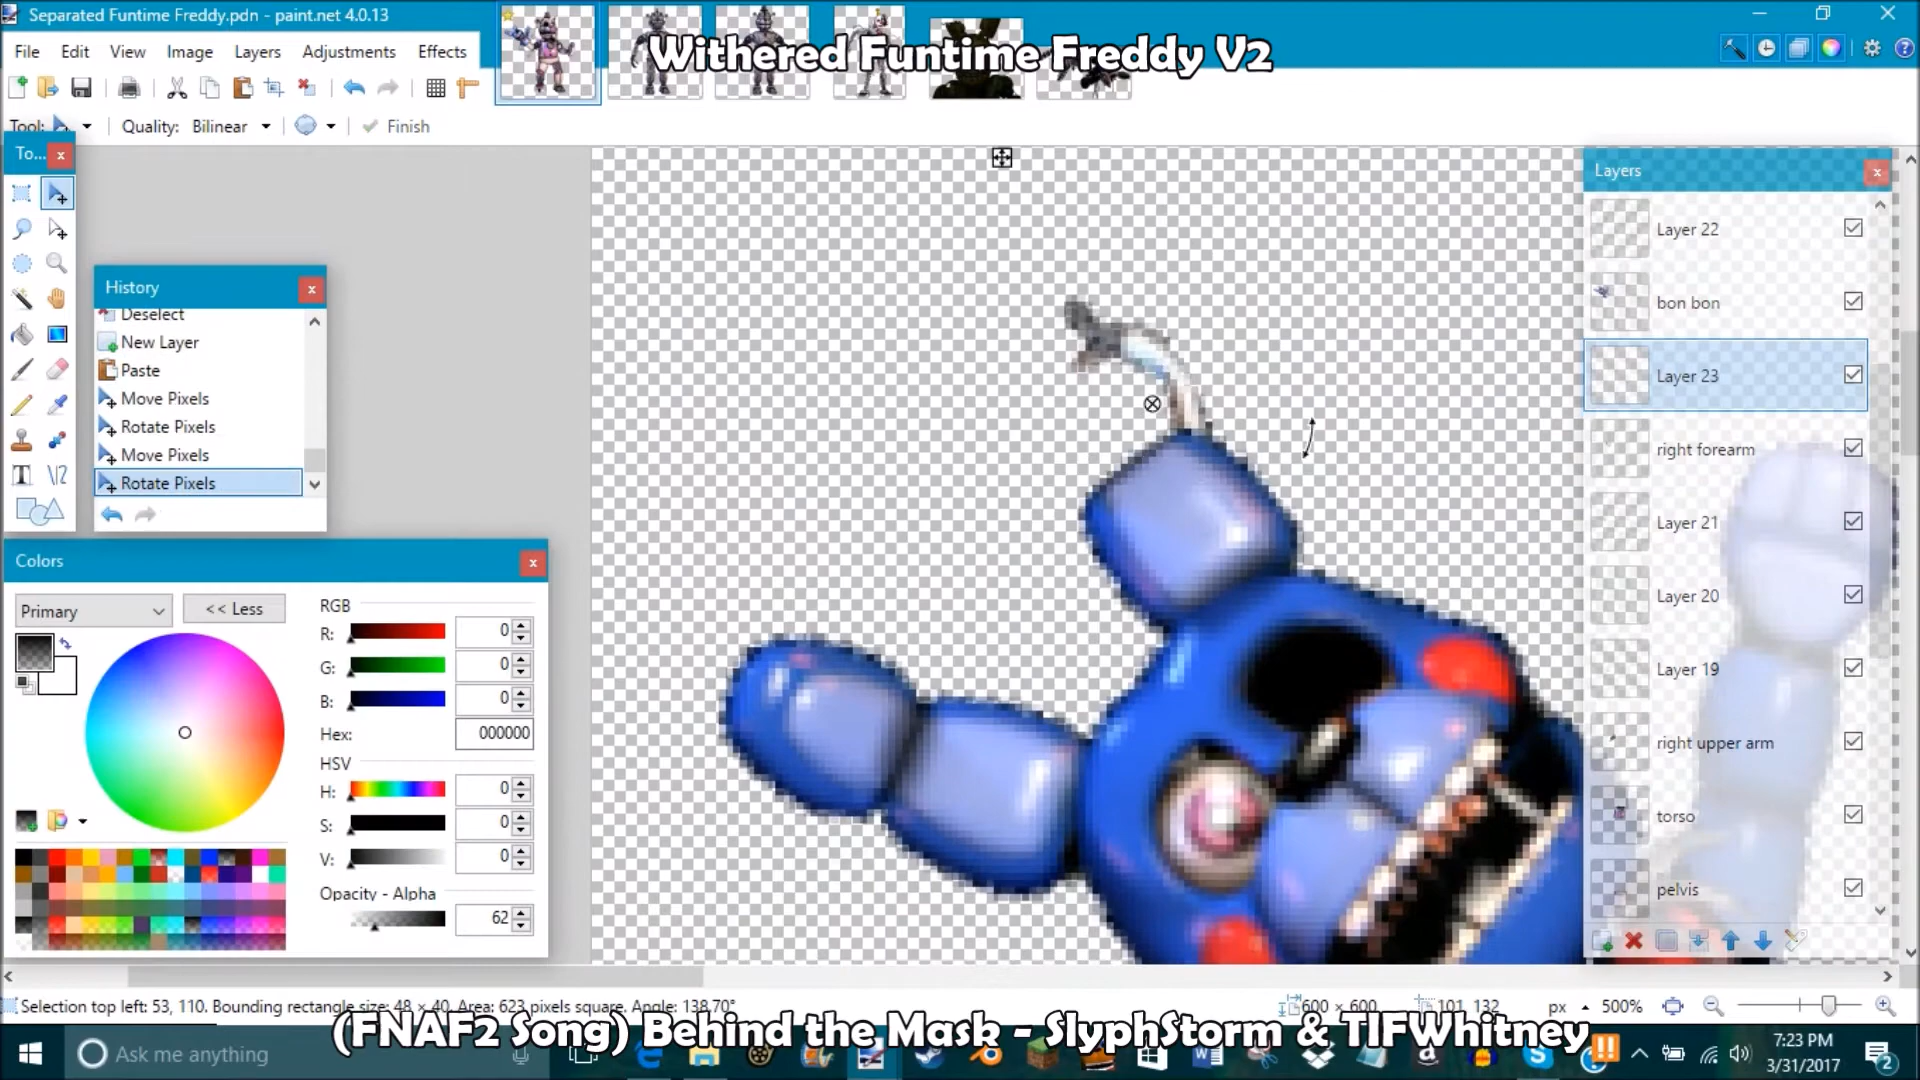 Separated Funtime Freddy.pdn - paint.net 4.0.13
Withered Funtime Freddy V2
File Edit View Image Layers Adjustments Effects
Tool: Quality: Bilinear Finish
To...
History
Deselect
New Layer
Paste
Move Pixels
Rotate Pixels
Move Pixels
Rotate Pixels
Colors
Primary
<< Less
RGB
R: 0
G: 0
B: 0
Hex: 000000
HSV
H: 0
S: 0
V: 0
Opacity - Alpha
62
Layers
Layer 22
bon bon
Layer 23
right forearm
Layer 21
Layer 20
Layer 19
right upper arm
torso
pelvis
Selection top left: 53, 110. Bounding rectangle size: 48 × 40. Area: 623 pixels square. Angle: 138.70°
600 × 600 101, 132 px 500%
(FNAF2 Song) Behind the Mask - SlyphStorm & TIFWhitney
Ask me anything
7:23 PM
3/31/2017
2